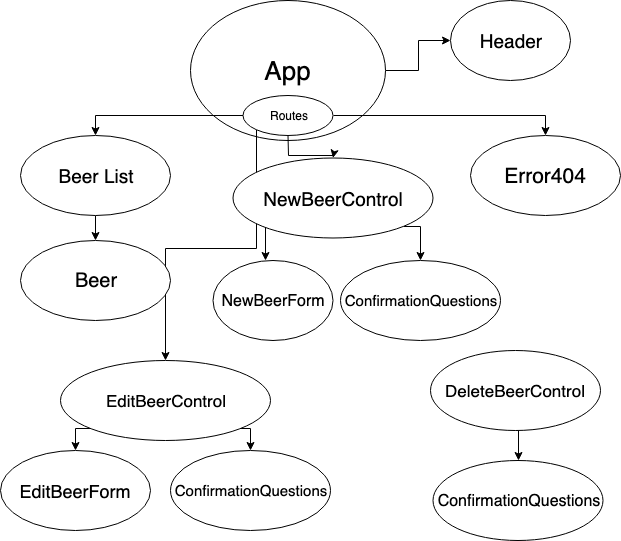 Header
App
Routes
Beer List
NewBeerControl
Error404
Beer
NewBeerForm
ConfirmationQuestions
EditBeerControl
DeleteBeerControl
EditBeerForm
ConfirmationQuestions
ConfirmationQuestions